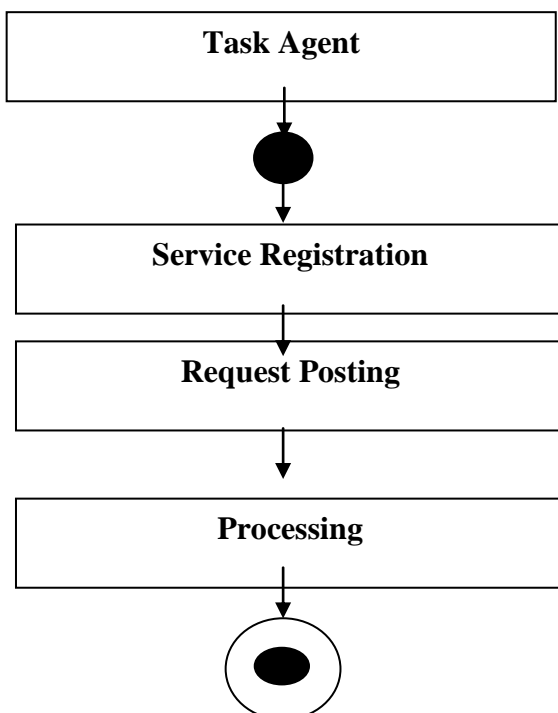 Task Agent
Service Registration
Request Posting
Processing